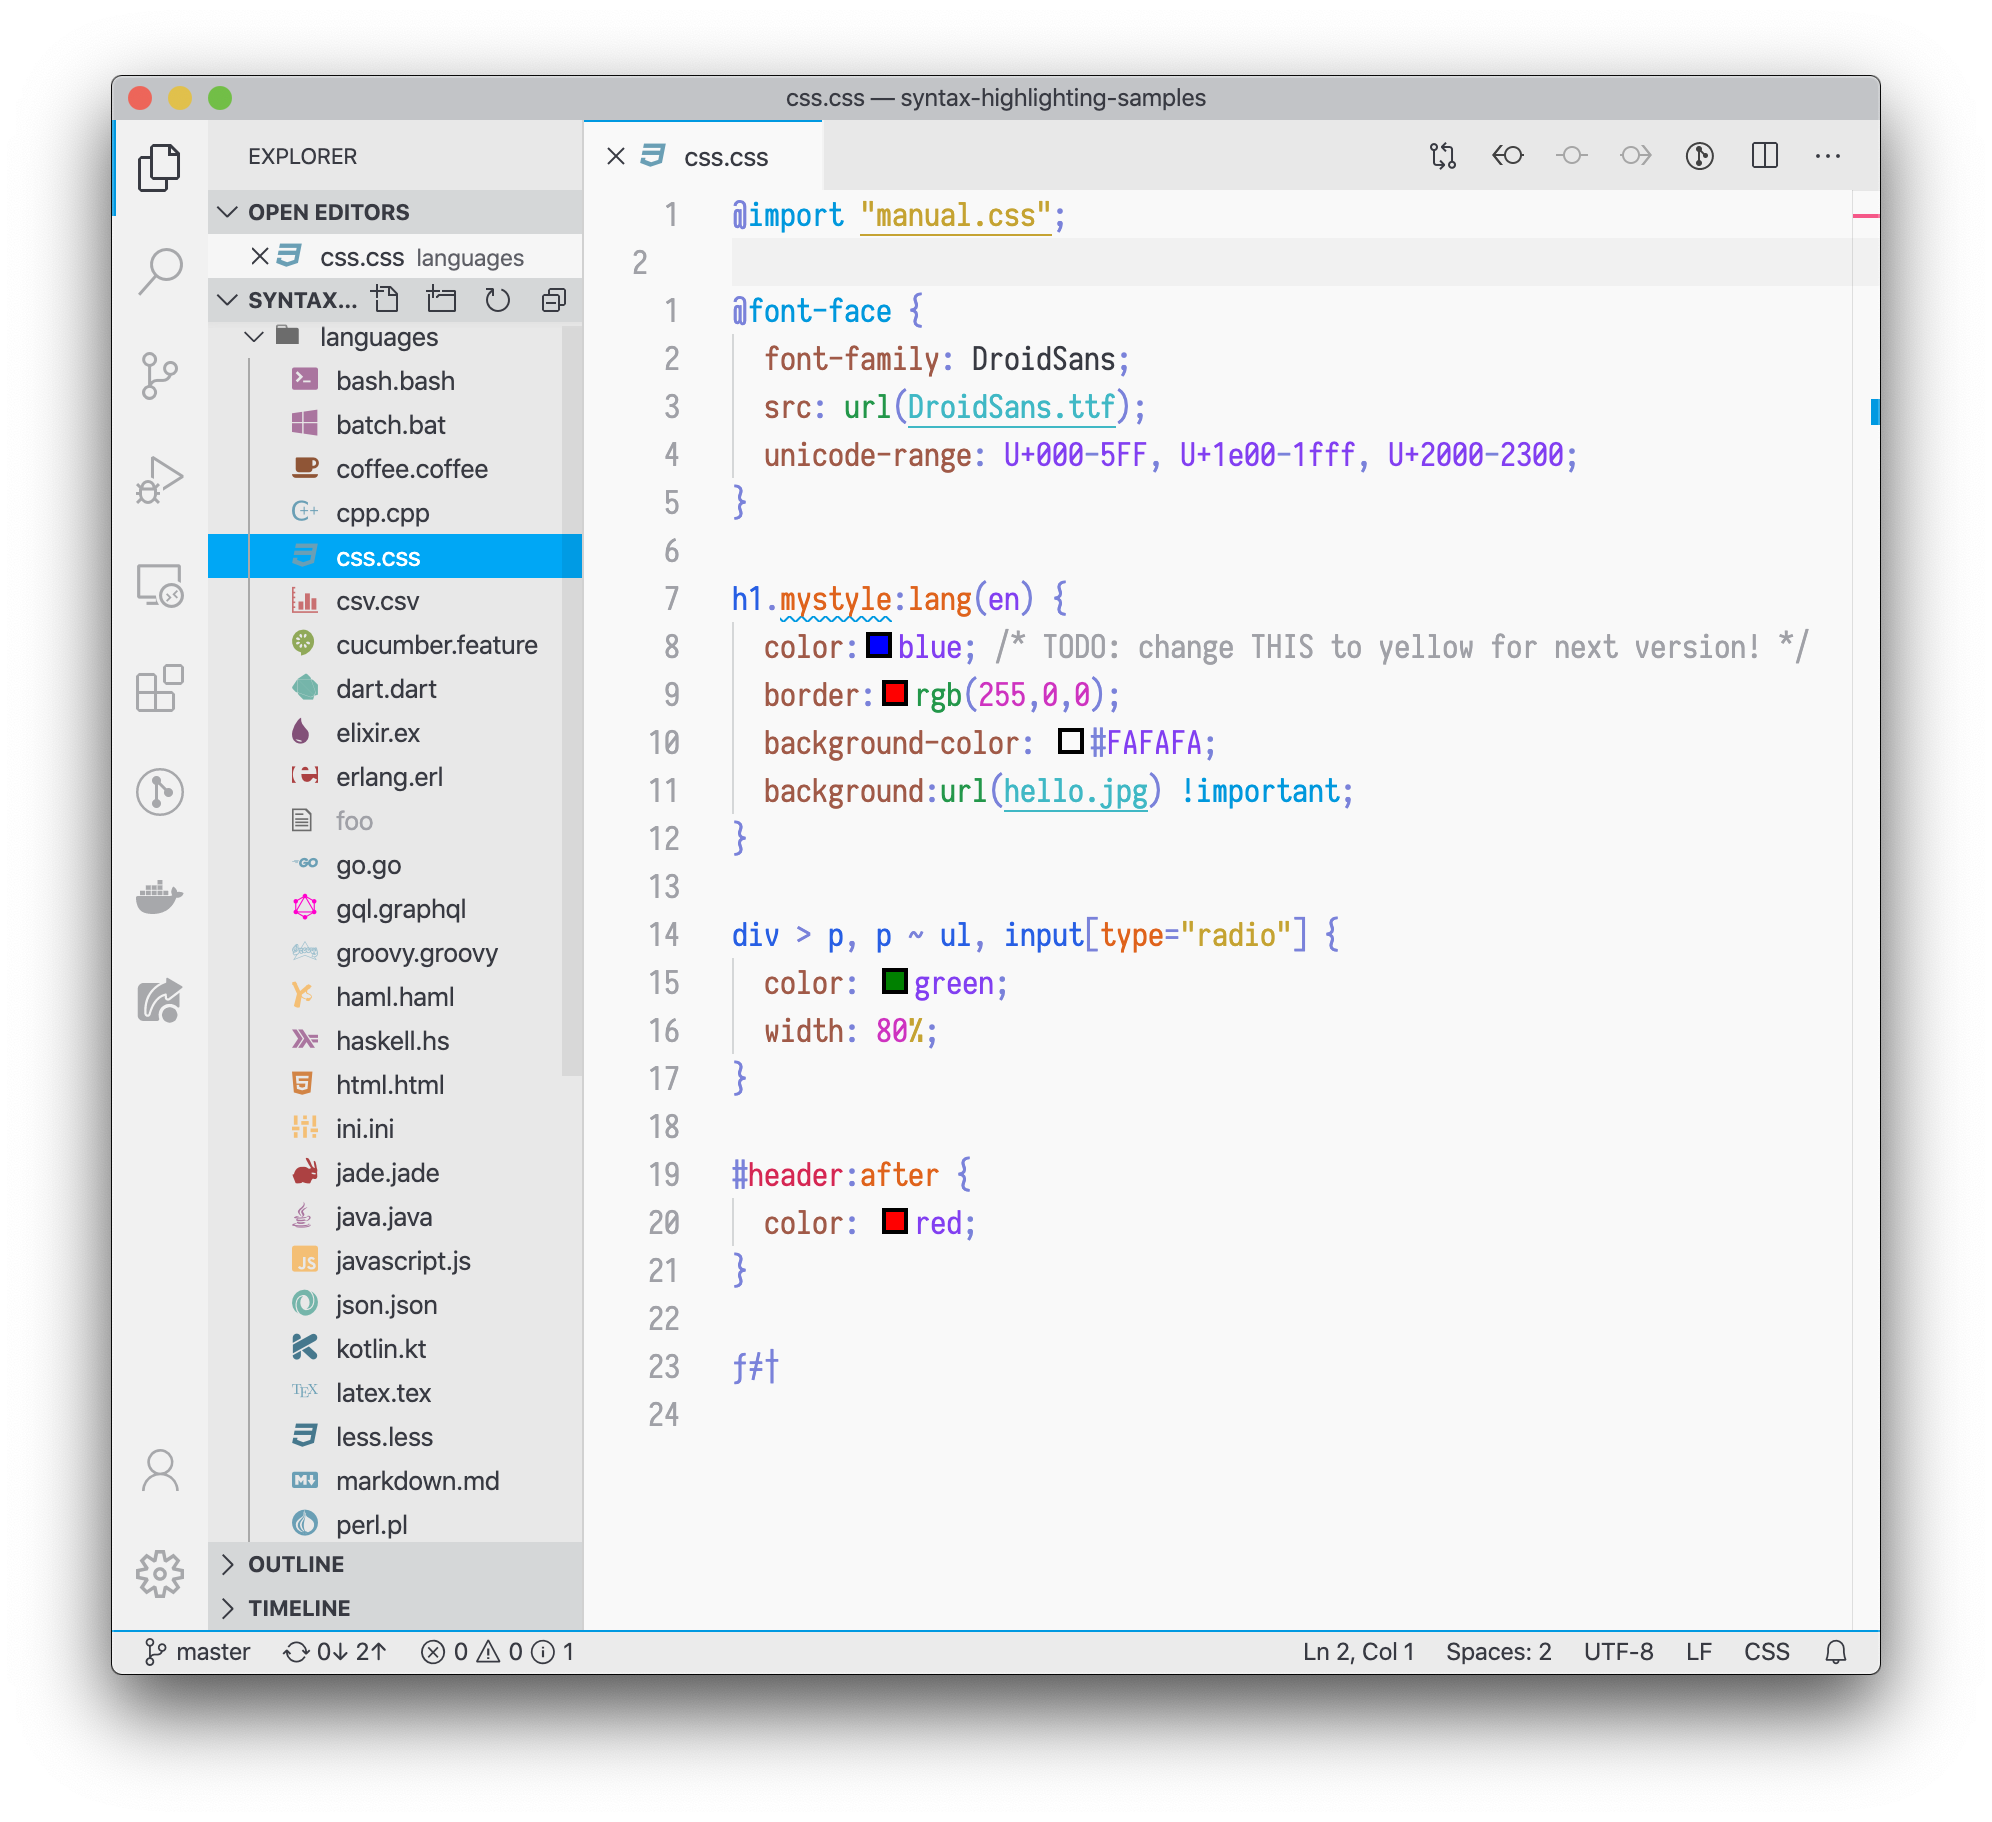 css.css — syntax-highlighting-samples
EXPLORER
OPEN EDITORS
css.css languages
SYNTAX...
languages
bash.bash
batch.bat
coffee.coffee
C++ cpp.cpp
css.css
csv.csv
cucumber.feature
dart.dart
elixir.ex
erlang.erl
foo
GO go.go
gql.graphql
groovy.groovy
haml.haml
haskell.hs
5 html.html
ini.ini
jade.jade
java.java
JS javascript.js
json.json
kotlin.kt
TEX latex.tex
less.less
M markdown.md
perl.pl
OUTLINE
TIMELINE
css.css
1 @import "manual.css";
2
1 @font-face {
2 font-family: DroidSans;
3 src: url(DroidSans.ttf);
4 unicode-range: U+000-5FF, U+1e00-1fff, U+2000-2300;
5 }
6
7 h1.mystyle:lang(en) {
8 color:blue; /* TODO: change THIS to yellow for next version! */
9 border:rgb(255,0,0);
10 background-color: #FAFAFA;
11 background:url(hello.jpg) !important;
12 }
13
14 div > p, p ~ ul, input[type="radio"] {
15 color: green;
16 width: 80%;
17 }
18
19 #header:after {
20 color: red;
21 }
22
23 ƒ≠†
24
master 0↓ 2↑ 0 0 1
Ln 2, Col 1 Spaces: 2 UTF-8 LF CSS